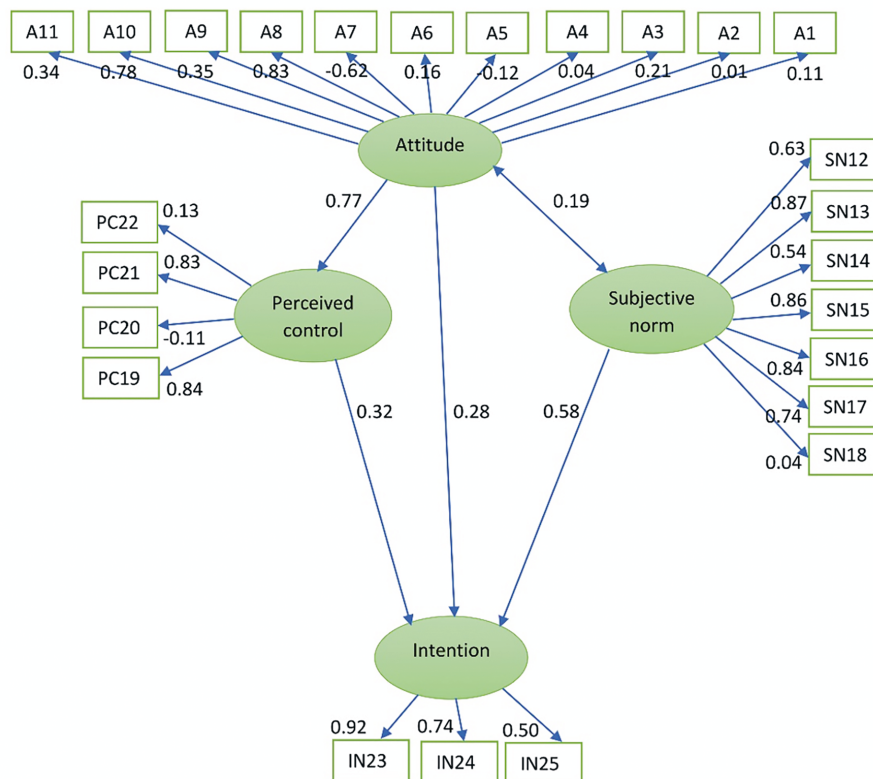 A11 A10 A9 A8 A7 A6 A5 A4 A3 A2 A1
0.34 0.78 0.35 0.83 -0.62 0.16 -0.12 0.04 0.21 0.01 0.11
Attitude
0.77
0.19
0.63 SN12
0.87 SN13
0.54 SN14
0.86 SN15
SN16
0.84
SN17
0.74
SN18
0.04
PC22 0.13
PC21 0.83
PC20
-0.11
PC19
0.84
Perceived
control
Subjective
norm
0.32
0.28
0.58
Intention
0.92 0.74 0.50
IN23 IN24 IN25